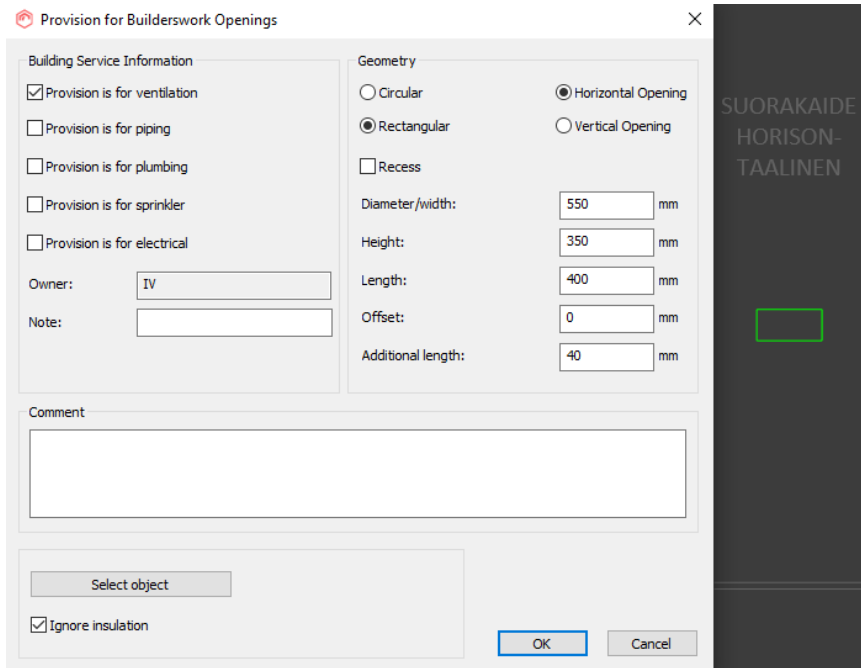 Provision for Builderswork Openings
Building Service Information
Provision is for ventilation
Provision is for piping
Provision is for plumbing
Provision is for sprinkler
Provision is for electrical
Owner: IV
Note:
Geometry
Circular
Horizontal Opening
Rectangular
Vertical Opening
Recess
Diameter/width: 550 mm
Height: 350 mm
Length: 400 mm
Offset: 0 mm
Additional length: 40 mm
Comment
Select object
Ignore insulation
OK
Cancel
SUORAKAIDE
HORISON-
TAALINEN